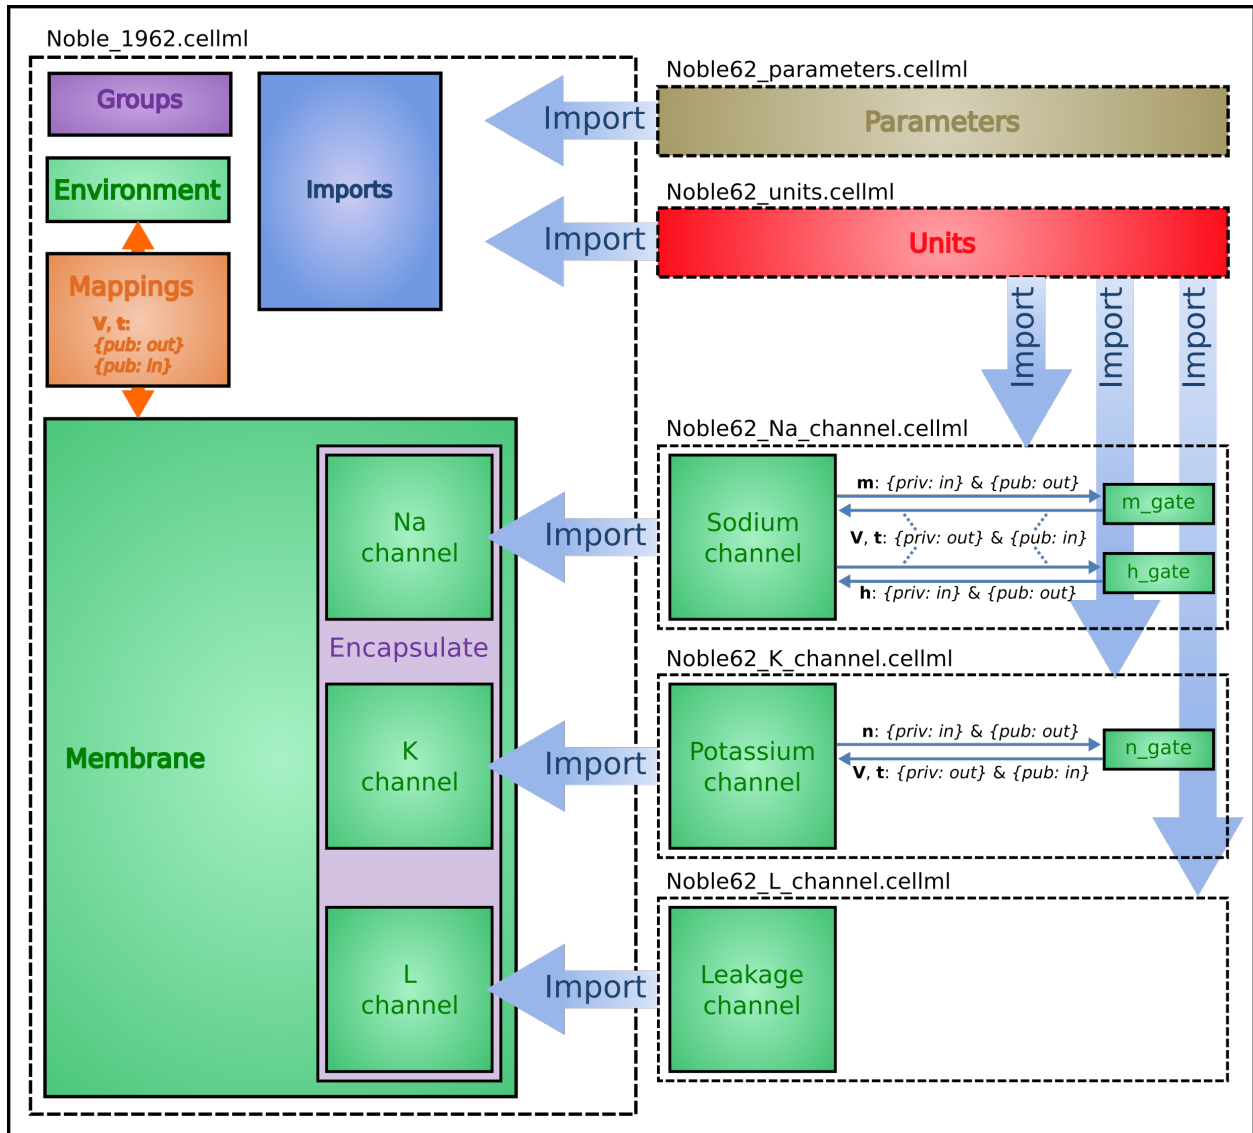 Noble_1962.cellml
Groups
Environment
Mappings
V, t:
{pub: out}
{pub: in}
Imports
Membrane
Na
channel
Encapsulate
K
channel
L
channel
Noble62_parameters.cellml
Import
Parameters
Noble62_units.cellml
Import
Units
Import
Import
Import
Noble62_Na_channel.cellml
Import
Sodium
channel
m: {priv: in} & {pub: out}
m_gate
V, t: {priv: out} & {pub: in}
h_gate
h: {priv: in} & {pub: out}
Noble62_K_channel.cellml
Import
Potassium
channel
n: {priv: in} & {pub: out}
n_gate
V, t: {priv: out} & {pub: in}
Noble62_L_channel.cellml
Import
Leakage
channel